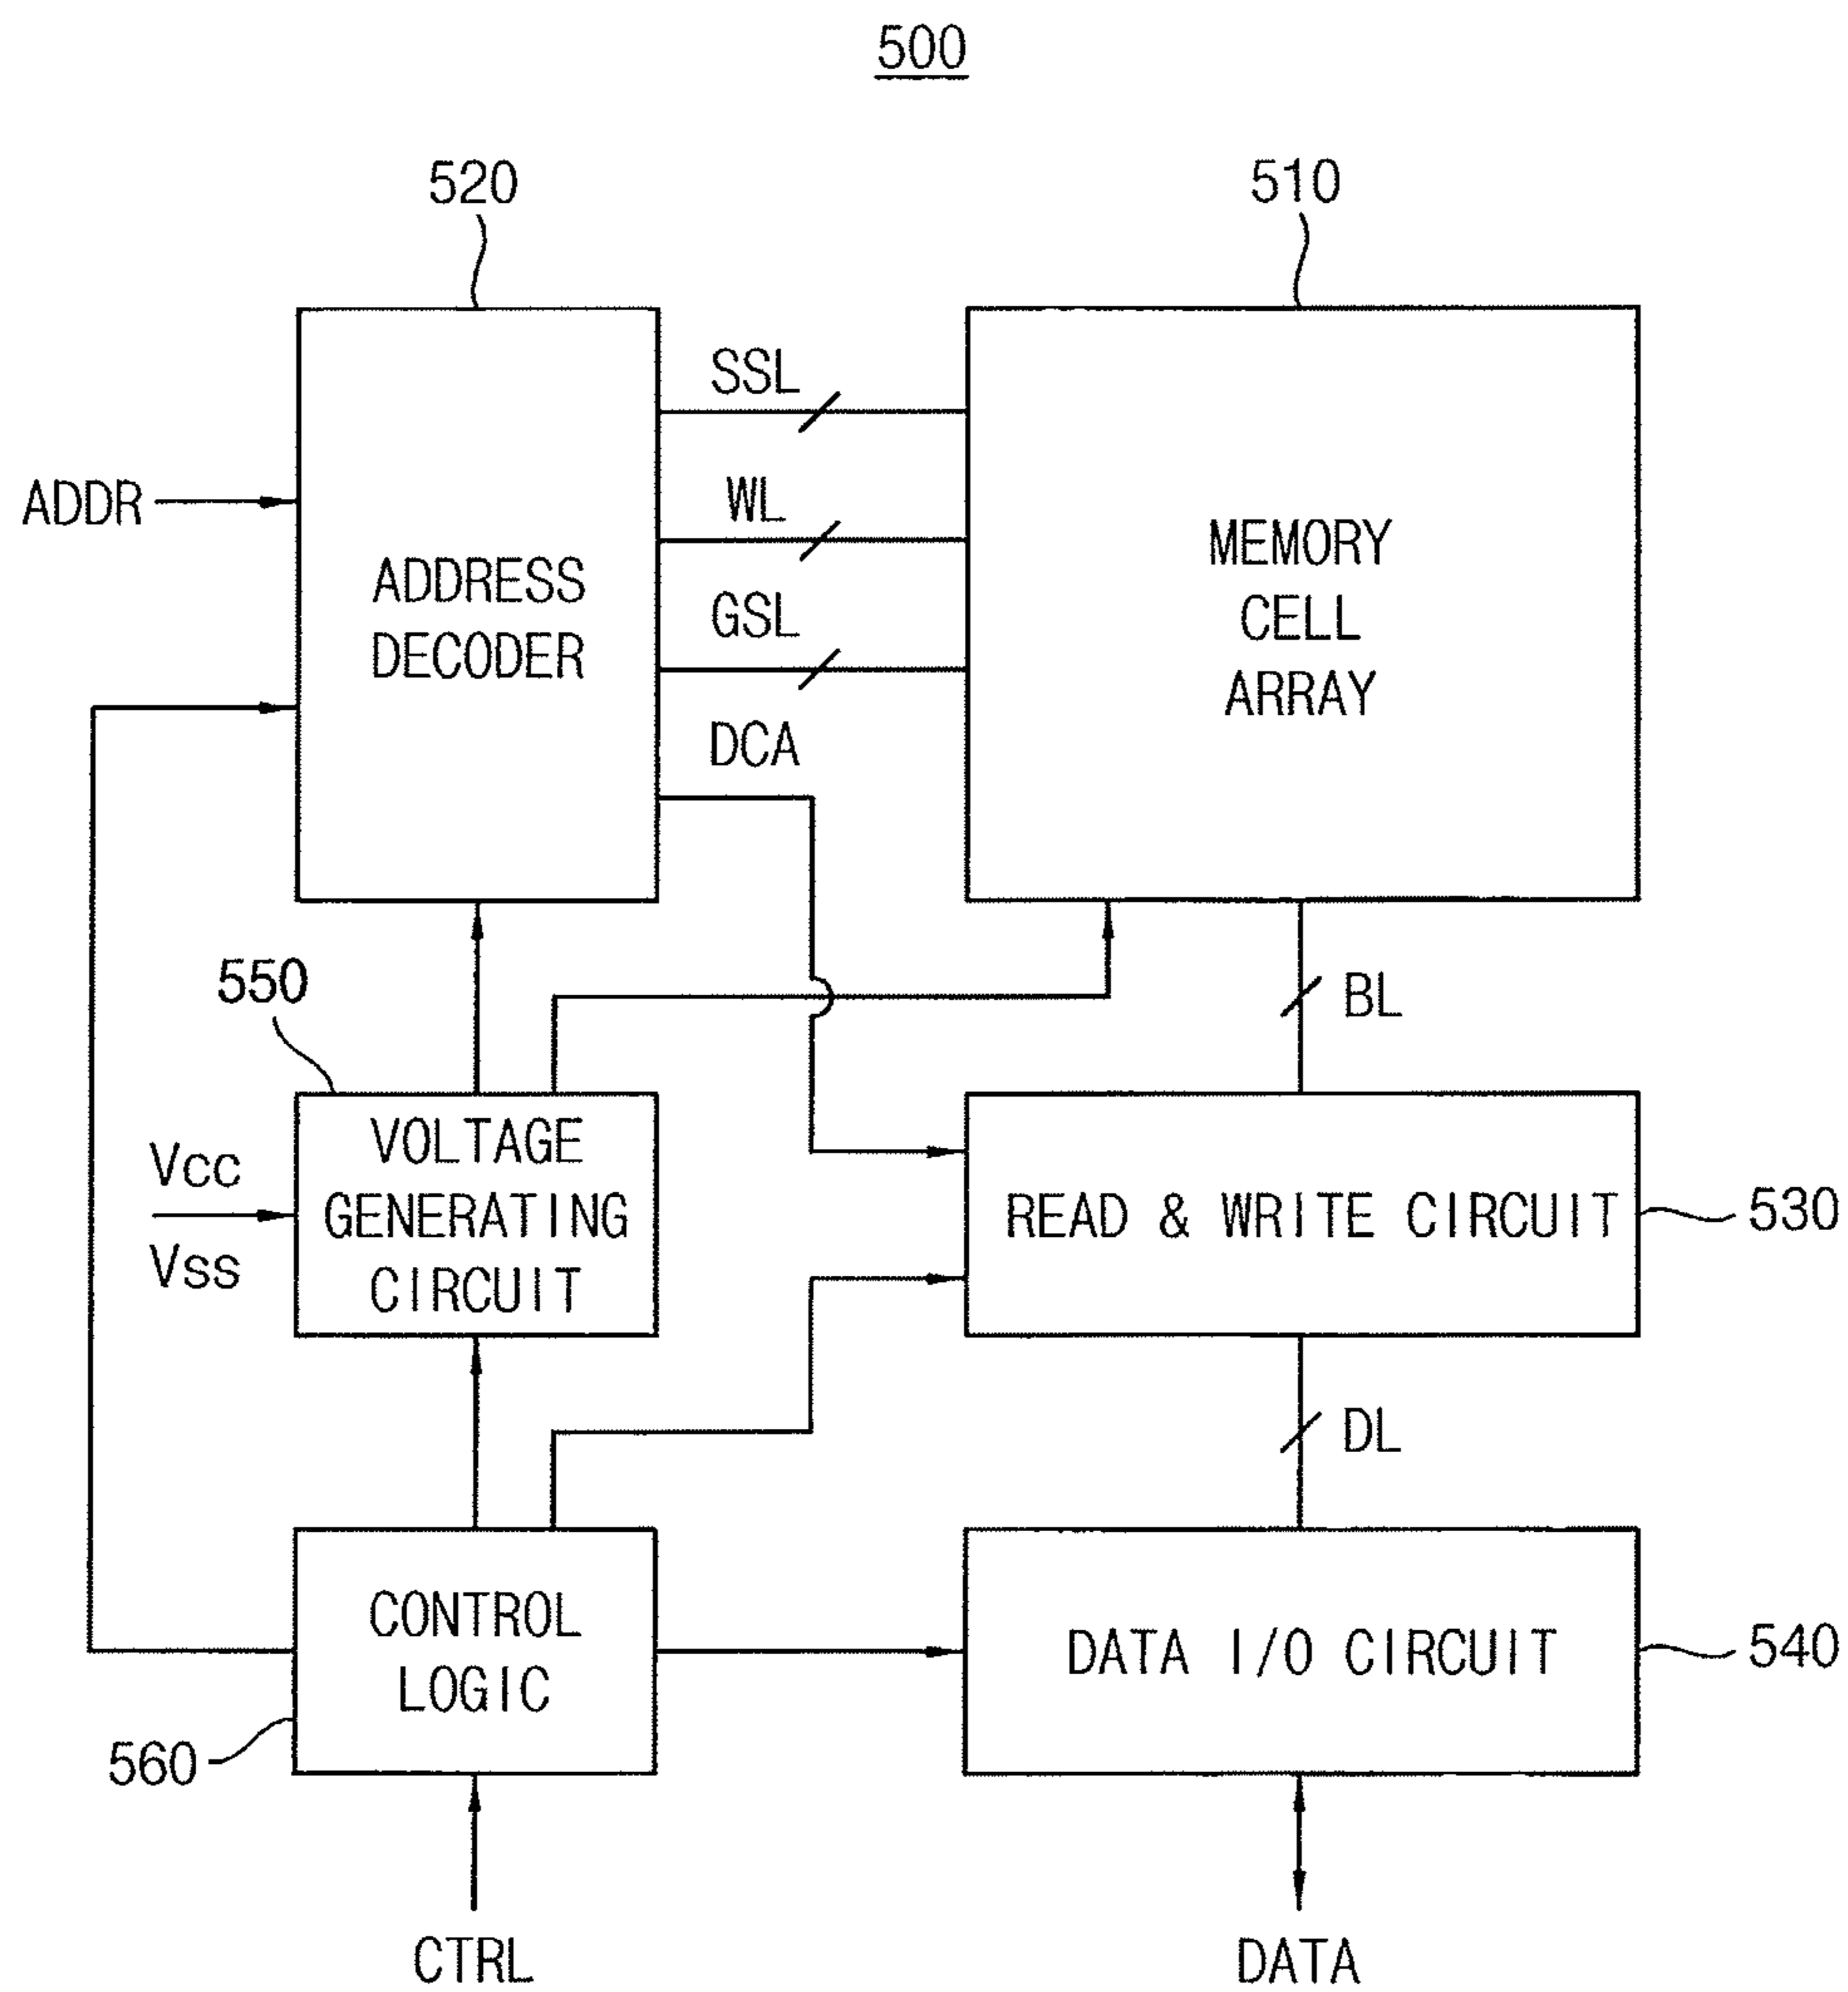 500
520
510
SSL
ADDR
WL
ADDRESS
DECODER
GSL
MEMORY
CELL
ARRAY
DCA
550
BL
Vcc
Vss
VOLTAGE
GENERATING
CIRCUIT
READ & WRITE CIRCUIT
530
DL
CONTROL
LOGIC
DATA I/O CIRCUIT
540
560
CTRL
DATA